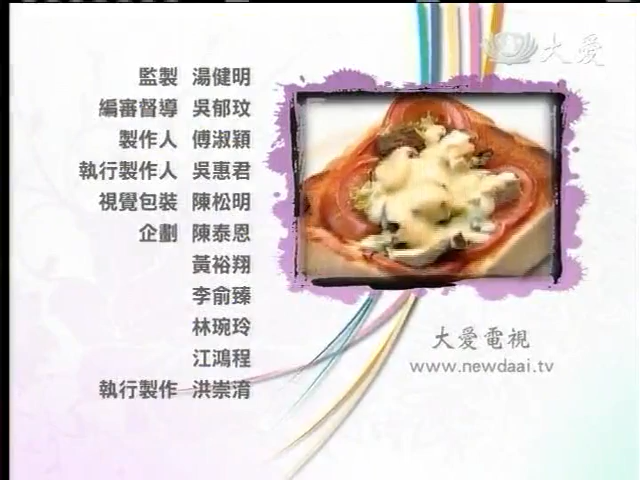 大愛
監製 湯健明
編審督導 吳郁玟
製作人 傅淑穎
執行製作人 吳惠君
視覺包裝 陳松明
企劃 陳泰恩
黃裕翔
李俞臻
林琬玲
江鴻程
執行製作 洪崇淯
大愛電視
www.newdaai.tv